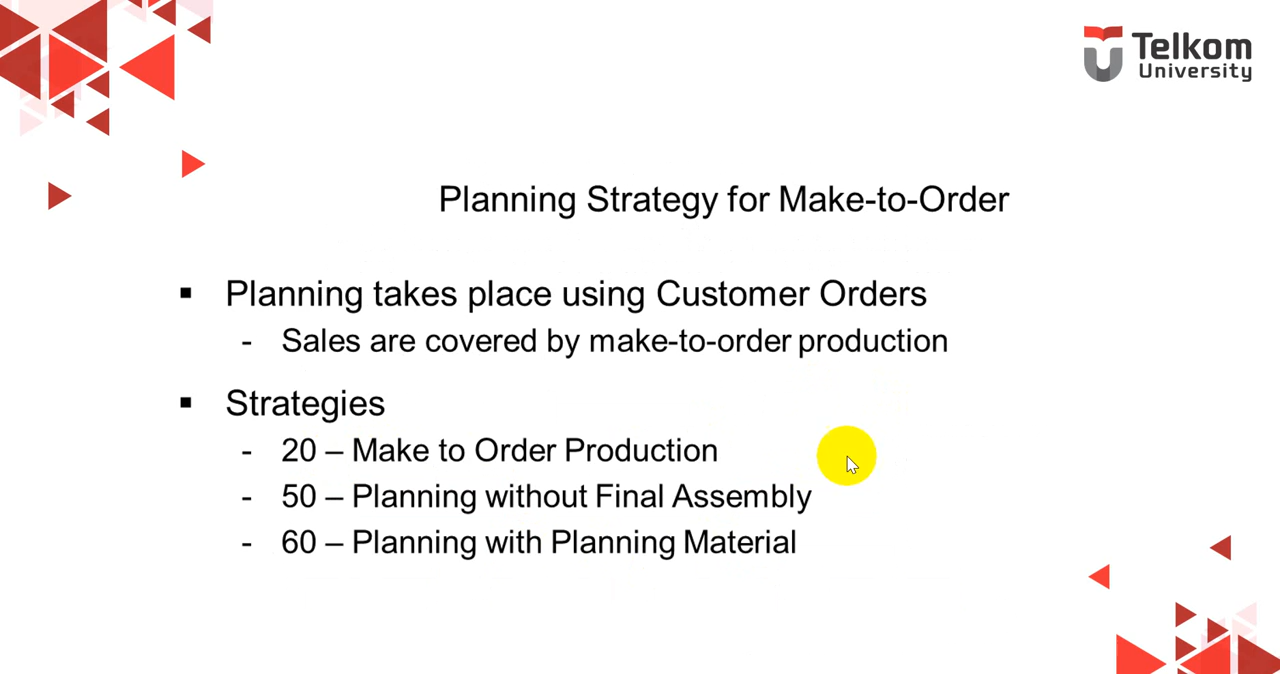 Telkom
University
Planning Strategy for Make-to-Order
▪ Planning takes place using Customer Orders
- Sales are covered by make-to-order production
▪ Strategies
- 20 – Make to Order Production
- 50 – Planning without Final Assembly
- 60 – Planning with Planning Material